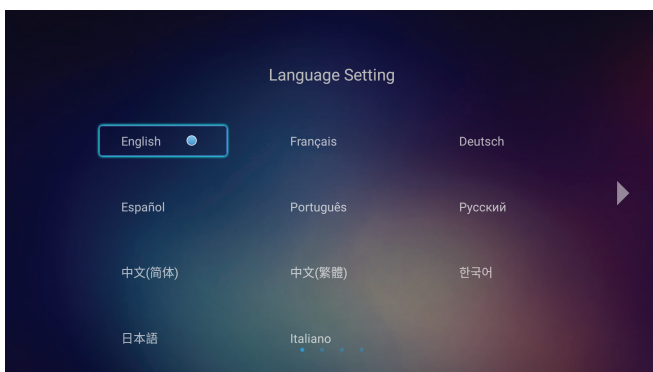 Language Setting
English
Français
Deutsch
Español
Português
Русский
中文(简体)
中文(繁體)
한국어
日本語
Italiano